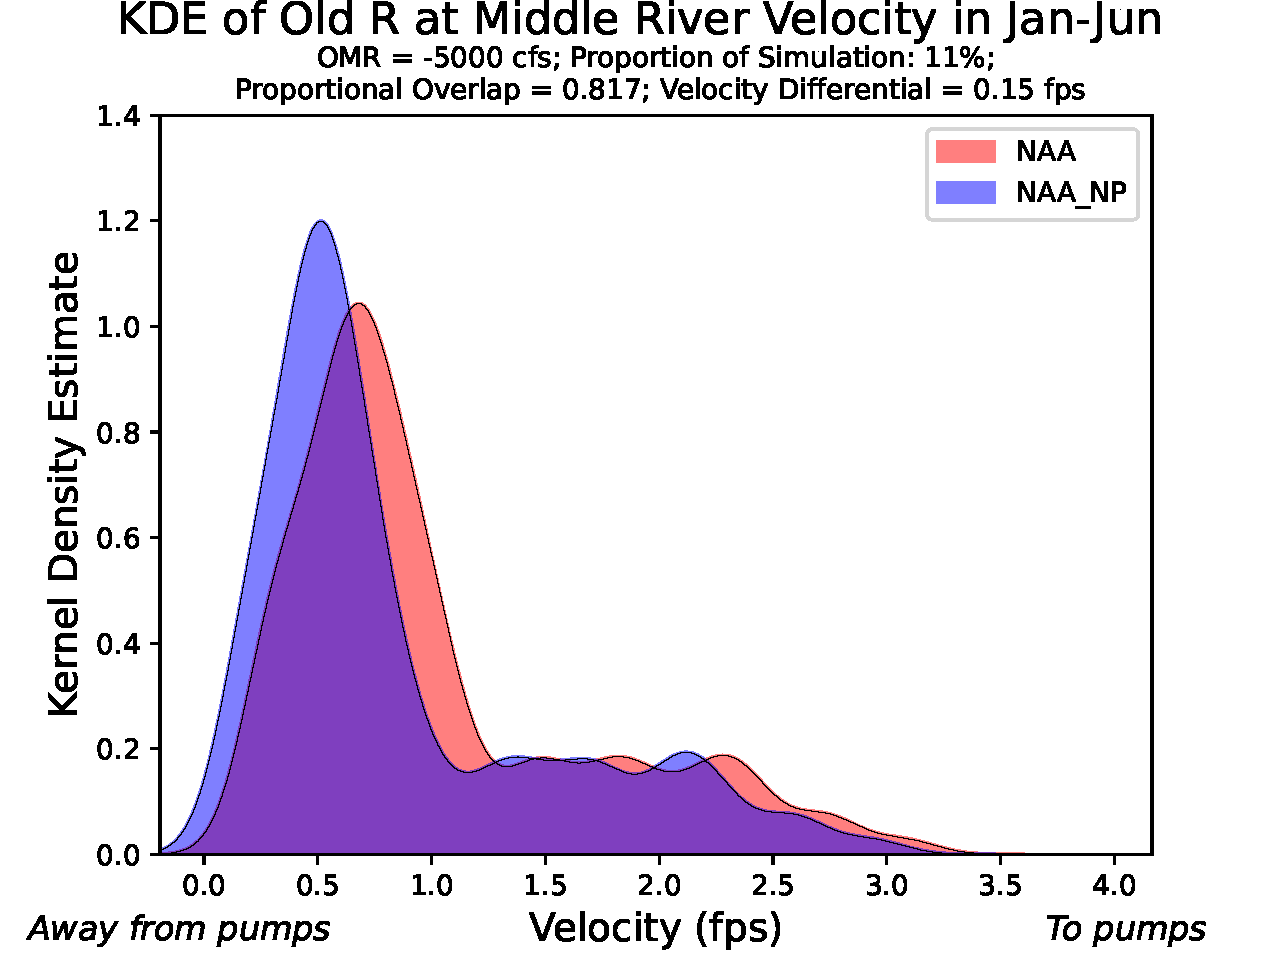 KDE of Old R at Middle River Velocity in Jan-Jun
OMR = -5000 cfs; Proportion of Simulation: 11%;
Proportional Overlap = 0.817; Velocity Differential = 0.15 fps
NAA
NAA_NP
Kernel Density Estimate
1.4
1.2
1.0
0.8
0.6
0.4
0.2
0.0
0.0 0.5 1.0 1.5 2.0 2.5 3.0 3.5 4.0
Away from pumps Velocity (fps) To pumps